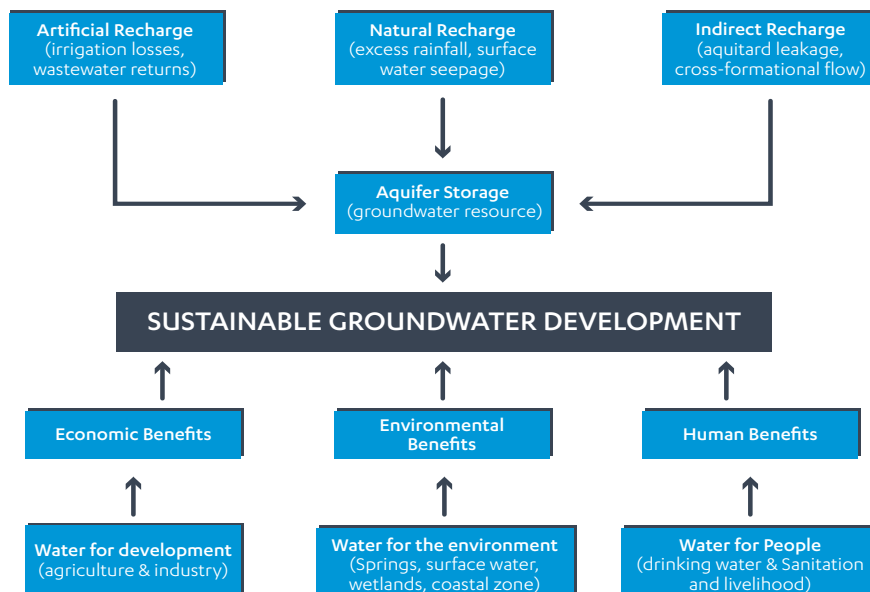 Artificial Recharge
(irrigation losses,
wastewater returns)
Natural Recharge
(excess rainfall, surface
water seepage)
Indirect Recharge
(aquitard leakage,
cross-formational flow)
Aquifer Storage
(groundwater resource)
SUSTAINABLE GROUNDWATER DEVELOPMENT
Economic Benefits
Environmental
Benefits
Human Benefits
Water for development
(agriculture & industry)
Water for the environment
(Springs, surface water,
wetlands, coastal zone)
Water for People
(drinking water & Sanitation
and livelihood)